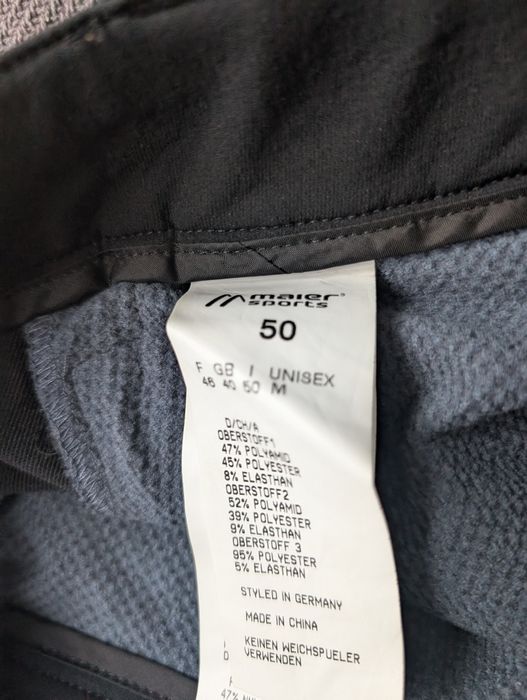 maier
sports
50
F GB I UNISEX
46 40 50 M
D/CH/A
OBERSTOFF1
47% POLYAMID
45% POLYESTER
8% ELASTHAN
OBERSTOFF2
52% POLYAMID
39% POLYESTER
9% ELASTHAN
OBERSTOFF 3
95% POLYESTER
5% ELASTHAN
STYLED IN GERMANY
MADE IN CHINA
KEINEN WEICHSPUELER
VERWENDEN
47%